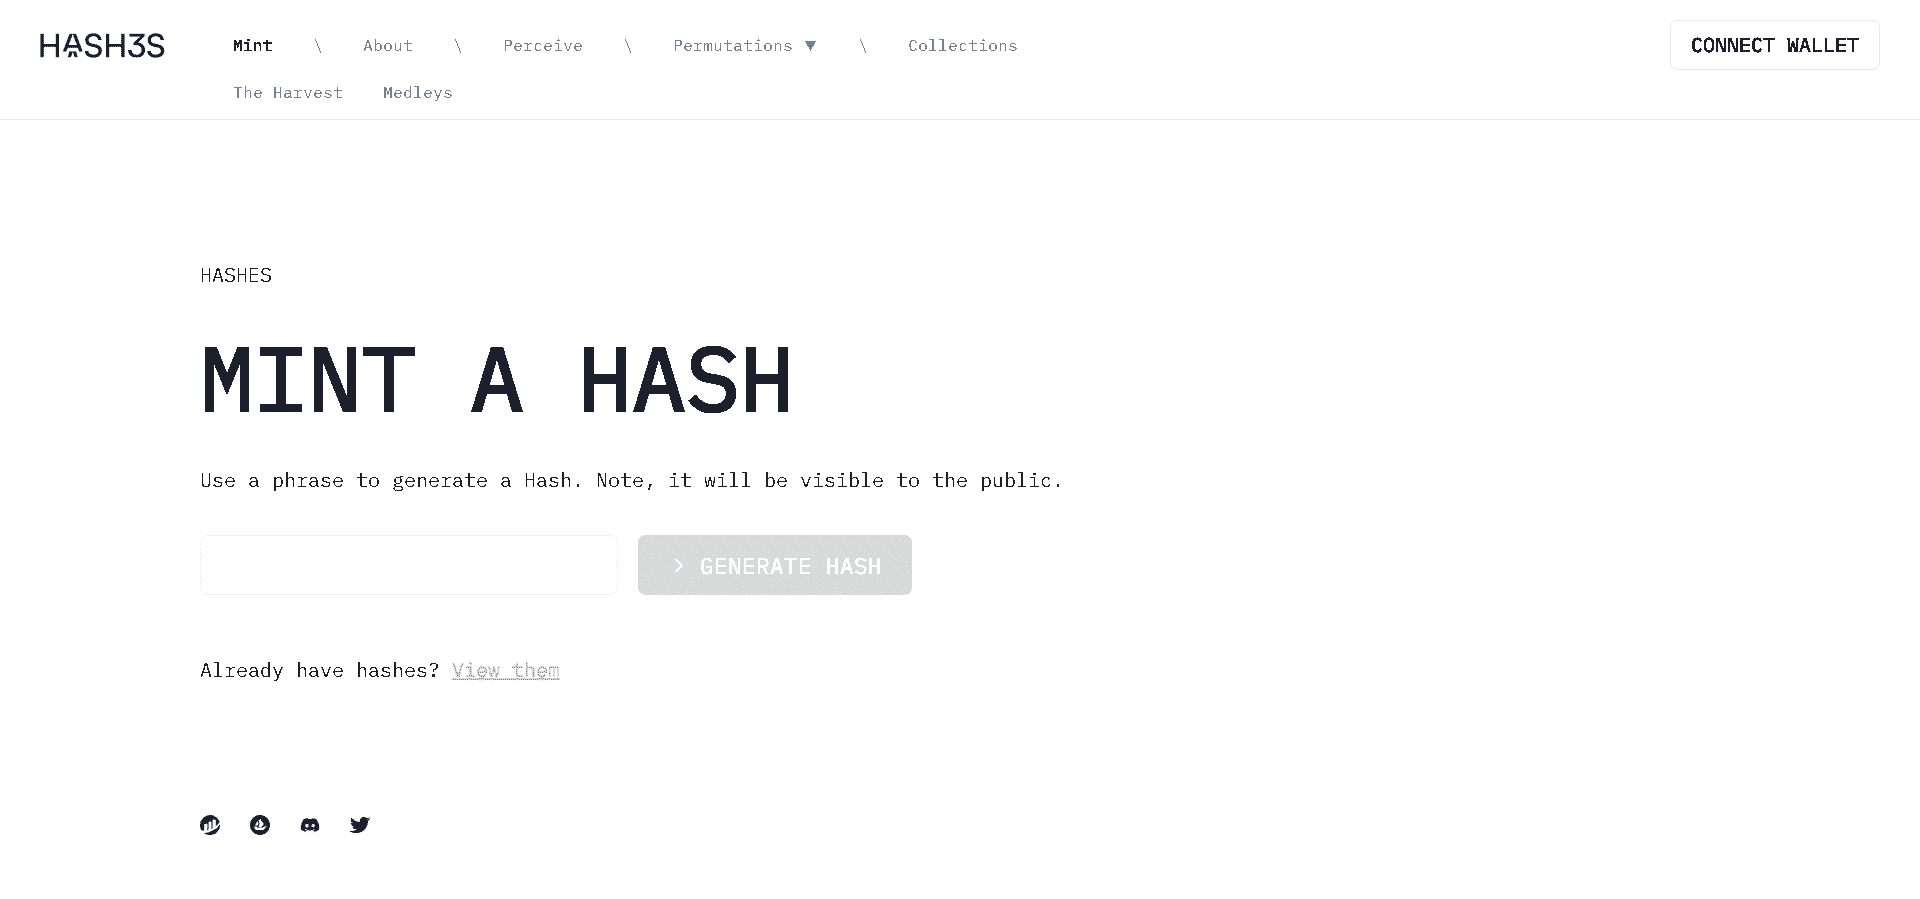 HASH3S
Mint \ About \ Perceive \ Permutations ▼ \ Collections
CONNECT WALLET
The Harvest Medleys
HASHES
MINT A HASH
Use a phrase to generate a Hash. Note, it will be visible to the public.
> GENERATE HASH
Already have hashes? View them